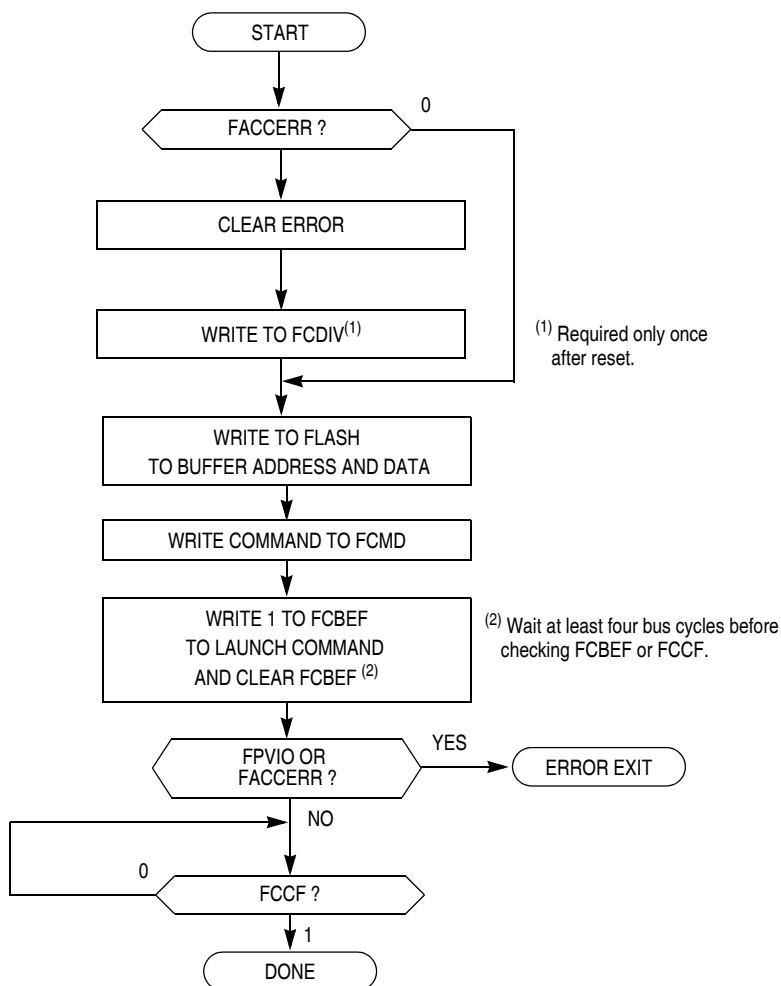 START
0
FACCERR ?
CLEAR ERROR
WRITE TO FCDIV(1)
(1) Required only once
after reset.
WRITE TO FLASH
TO BUFFER ADDRESS AND DATA
WRITE COMMAND TO FCMD
WRITE 1 TO FCBEF
TO LAUNCH COMMAND
AND CLEAR FCBEF (2)
(2) Wait at least four bus cycles before
checking FCBEF or FCCF.
FPVIO OR
FACCERR ?
YES
ERROR EXIT
NO
0
FCCF ?
1
DONE